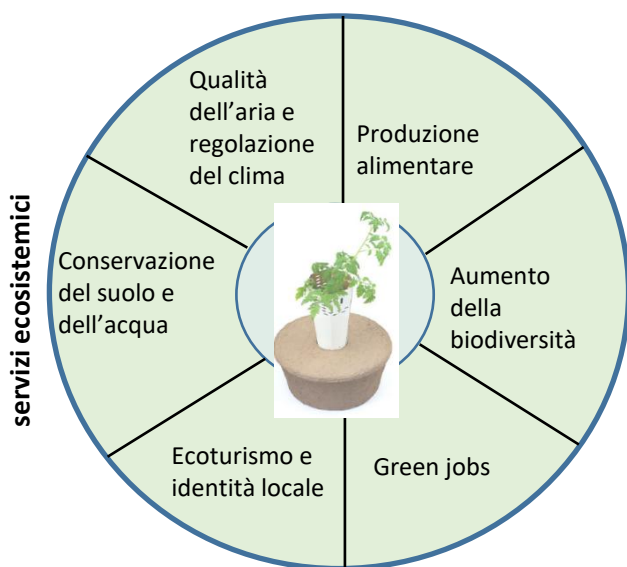 Qualità
dell’aria e
regolazione
del clima
Produzione
alimentare
Aumento
della
biodiversità
Green jobs
Ecoturismo e
identità locale
Conservazione
del suolo e
dell’acqua
servizi ecosistemici